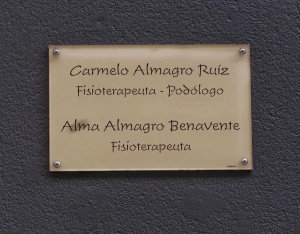 Carmelo Almagro Ruiz
Fisioterapeuta - Podólogo
Alma Almagro Benavente
Fisioterapeuta